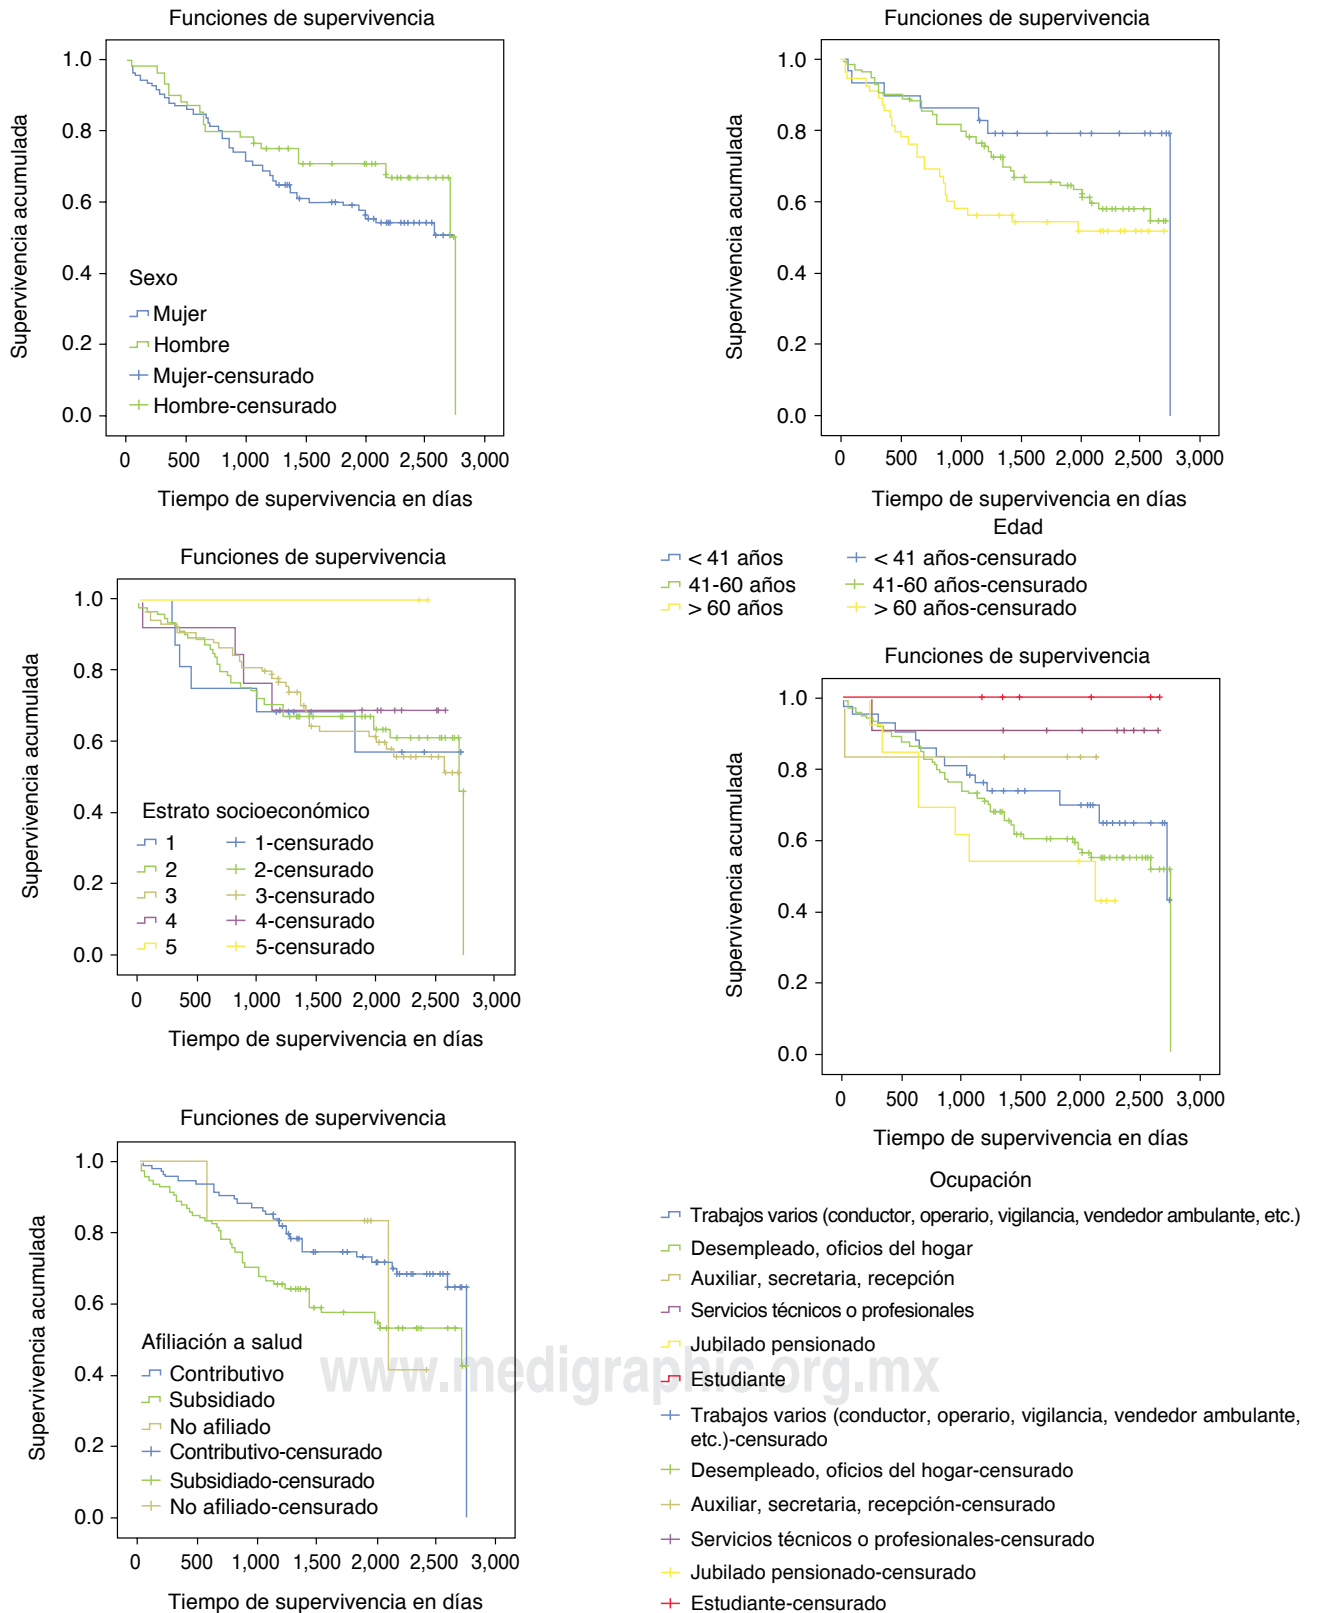 Funciones de supervivencia
Supervivencia acumulada
1.0
0.8
0.6
0.4
0.2
0.0
Sexo
Mujer
Hombre
Mujer-censurado
Hombre-censurado
0 500 1,000 1,500 2,000 2,500 3,000
Tiempo de supervivencia en días
Funciones de supervivencia
Supervivencia acumulada
1.0
0.8
0.6
0.4
0.2
0.0
0 500 1,000 1,500 2,000 2,500 3,000
Tiempo de supervivencia en días
Edad
< 41 años < 41 años-censurado
41-60 años 41-60 años-censurado
> 60 años > 60 años-censurado
Funciones de supervivencia
Supervivencia acumulada
1.0
0.8
0.6
0.4
0.2
0.0
Estrato socioeconómico
1 1-censurado
2 2-censurado
3 3-censurado
4 4-censurado
5 5-censurado
0 500 1,000 1,500 2,000 2,500 3,000
Tiempo de supervivencia en días
Funciones de supervivencia
Supervivencia acumulada
1.0
0.8
0.6
0.4
0.2
0.0
0 500 1,000 1,500 2,000 2,500 3,000
Tiempo de supervivencia en días
Ocupación
Trabajos varios (conductor, operario, vigilancia, vendedor ambulante, etc.)
Desempleado, oficios del hogar
Auxiliar, secretaria, recepción
Servicios técnicos o profesionales
Jubilado pensionado
Estudiante
Trabajos varios (conductor, operario, vigilancia, vendedor ambulante,
etc.)-censurado
Desempleado, oficios del hogar-censurado
Auxiliar, secretaria, recepción-censurado
Servicios técnicos o profesionales-censurado
Jubilado pensionado-censurado
Estudiante-censurado
Funciones de supervivencia
Supervivencia acumulada
1.0
0.8
0.6
0.4
0.2
0.0
Afiliación a salud
Contributivo
Subsidiado
No afiliado
Contributivo-censurado
Subsidiado-censurado
No afiliado-censurado
0 500 1,000 1,500 2,000 2,500 3,000
Tiempo de supervivencia en días
www.medigraphic.org.mx